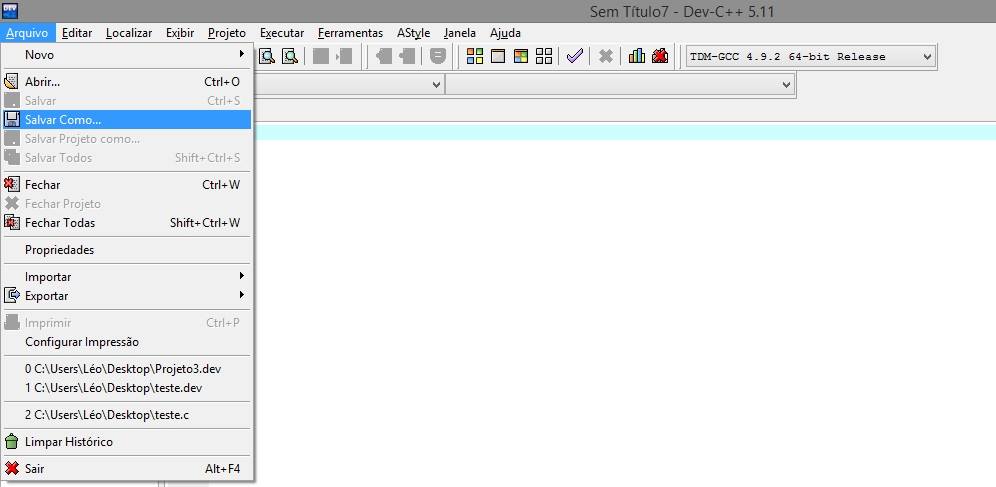 Sem Título7 - Dev-C++ 5.11
Arquivo Editar Localizar Exibir Projeto Executar Ferramentas AStyle Janela Ajuda
Novo
TDM-GCC 4.9.2 64-bit Release
Abrir... Ctrl+O
Salvar Ctrl+S
Salvar Como...
Salvar Projeto como...
Salvar Todos Shift+Ctrl+S
Fechar Ctrl+W
Fechar Projeto
Fechar Todas Shift+Ctrl+W
Propriedades
Importar
Exportar
Imprimir Ctrl+P
Configurar Impressão
0 C:\Users\Léo\Desktop\Projeto3.dev
1 C:\Users\Léo\Desktop\teste.dev
2 C:\Users\Léo\Desktop\teste.c
Limpar Histórico
Sair Alt+F4